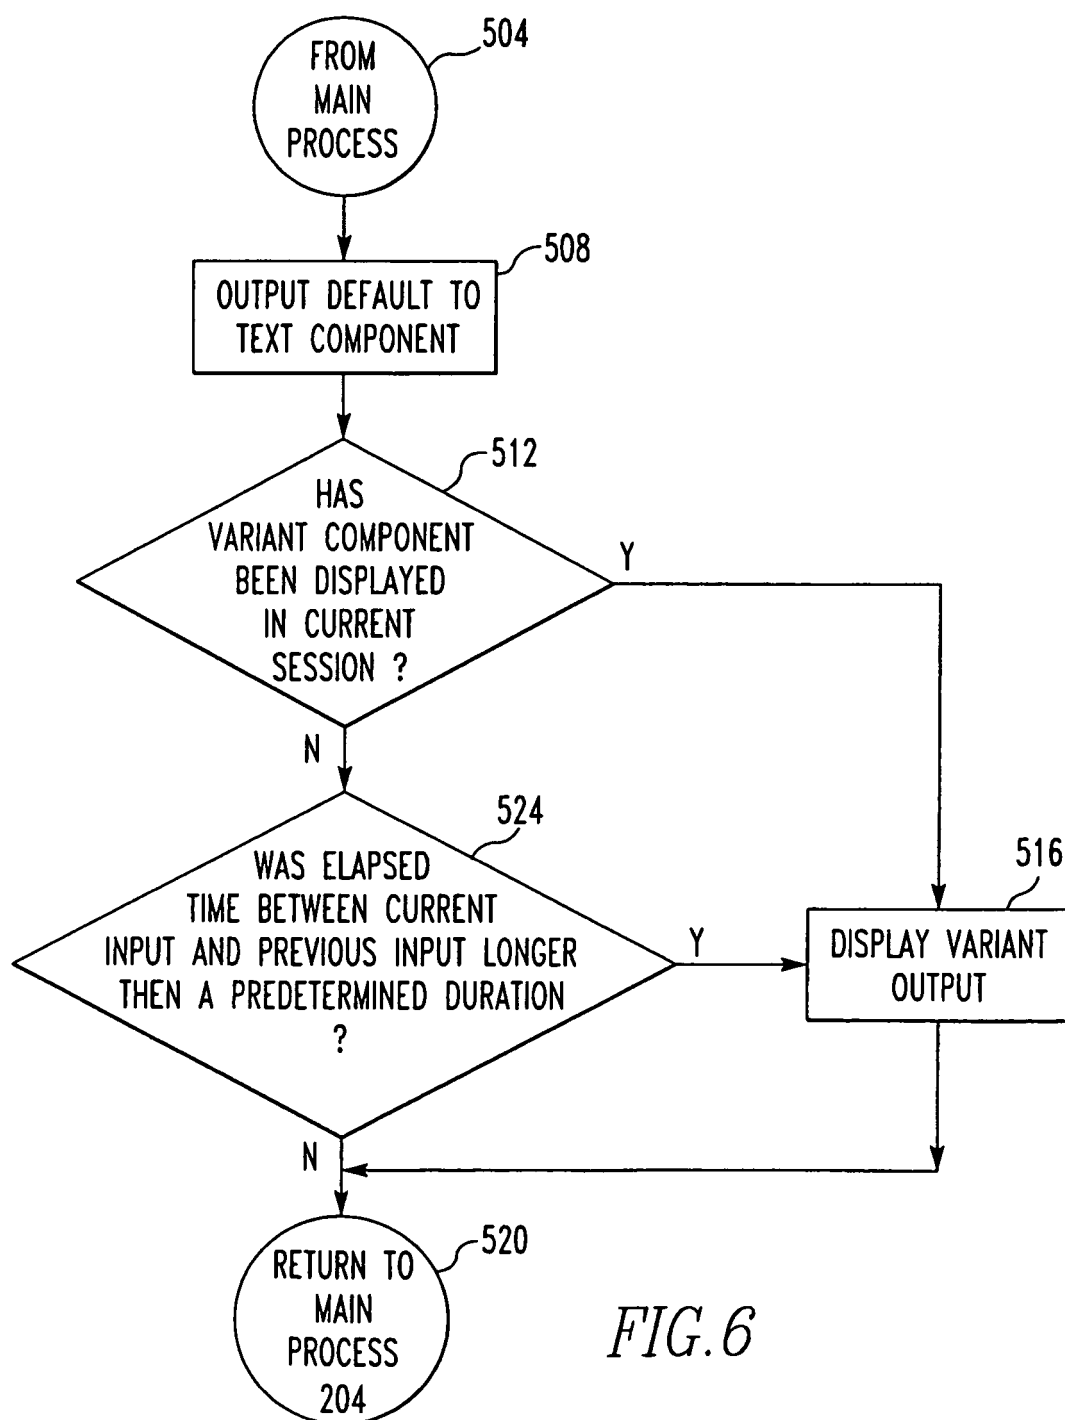 504
FROM
MAIN
PROCESS
508
OUTPUT DEFAULT TO
TEXT COMPONENT
512
HAS
VARIANT COMPONENT
BEEN DISPLAYED
IN CURRENT
SESSION ?
Y
N
524
WAS ELAPSED
TIME BETWEEN CURRENT
INPUT AND PREVIOUS INPUT LONGER
THEN A PREDETERMINED DURATION
?
Y
516
DISPLAY VARIANT
OUTPUT
N
520
RETURN TO
MAIN
PROCESS
204
FIG.6